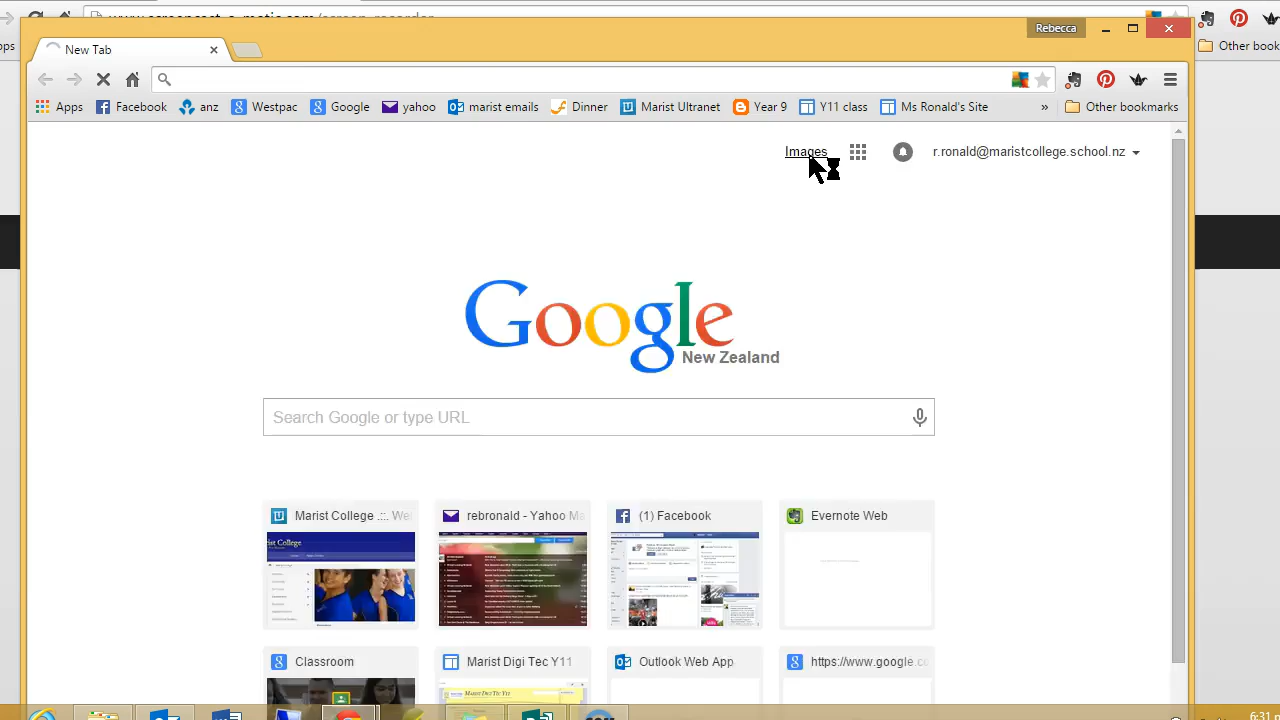 Rebecca
New Tab
Apps Facebook anz Westpac Google yahoo marist emails Dinner Marist Ultranet Year 9 Y11 class Ms Ronald's Site » Other bookmarks
Other book
Images r.ronald@maristcollege.school.nz
Google
New Zealand
Search Google or type URL
Marist College .::. We rebronald - Yahoo Ma (1) Facebook Evernote Web
Classroom Marist Digi Tec Y11 Outlook Web App https://www.google.co
6:31